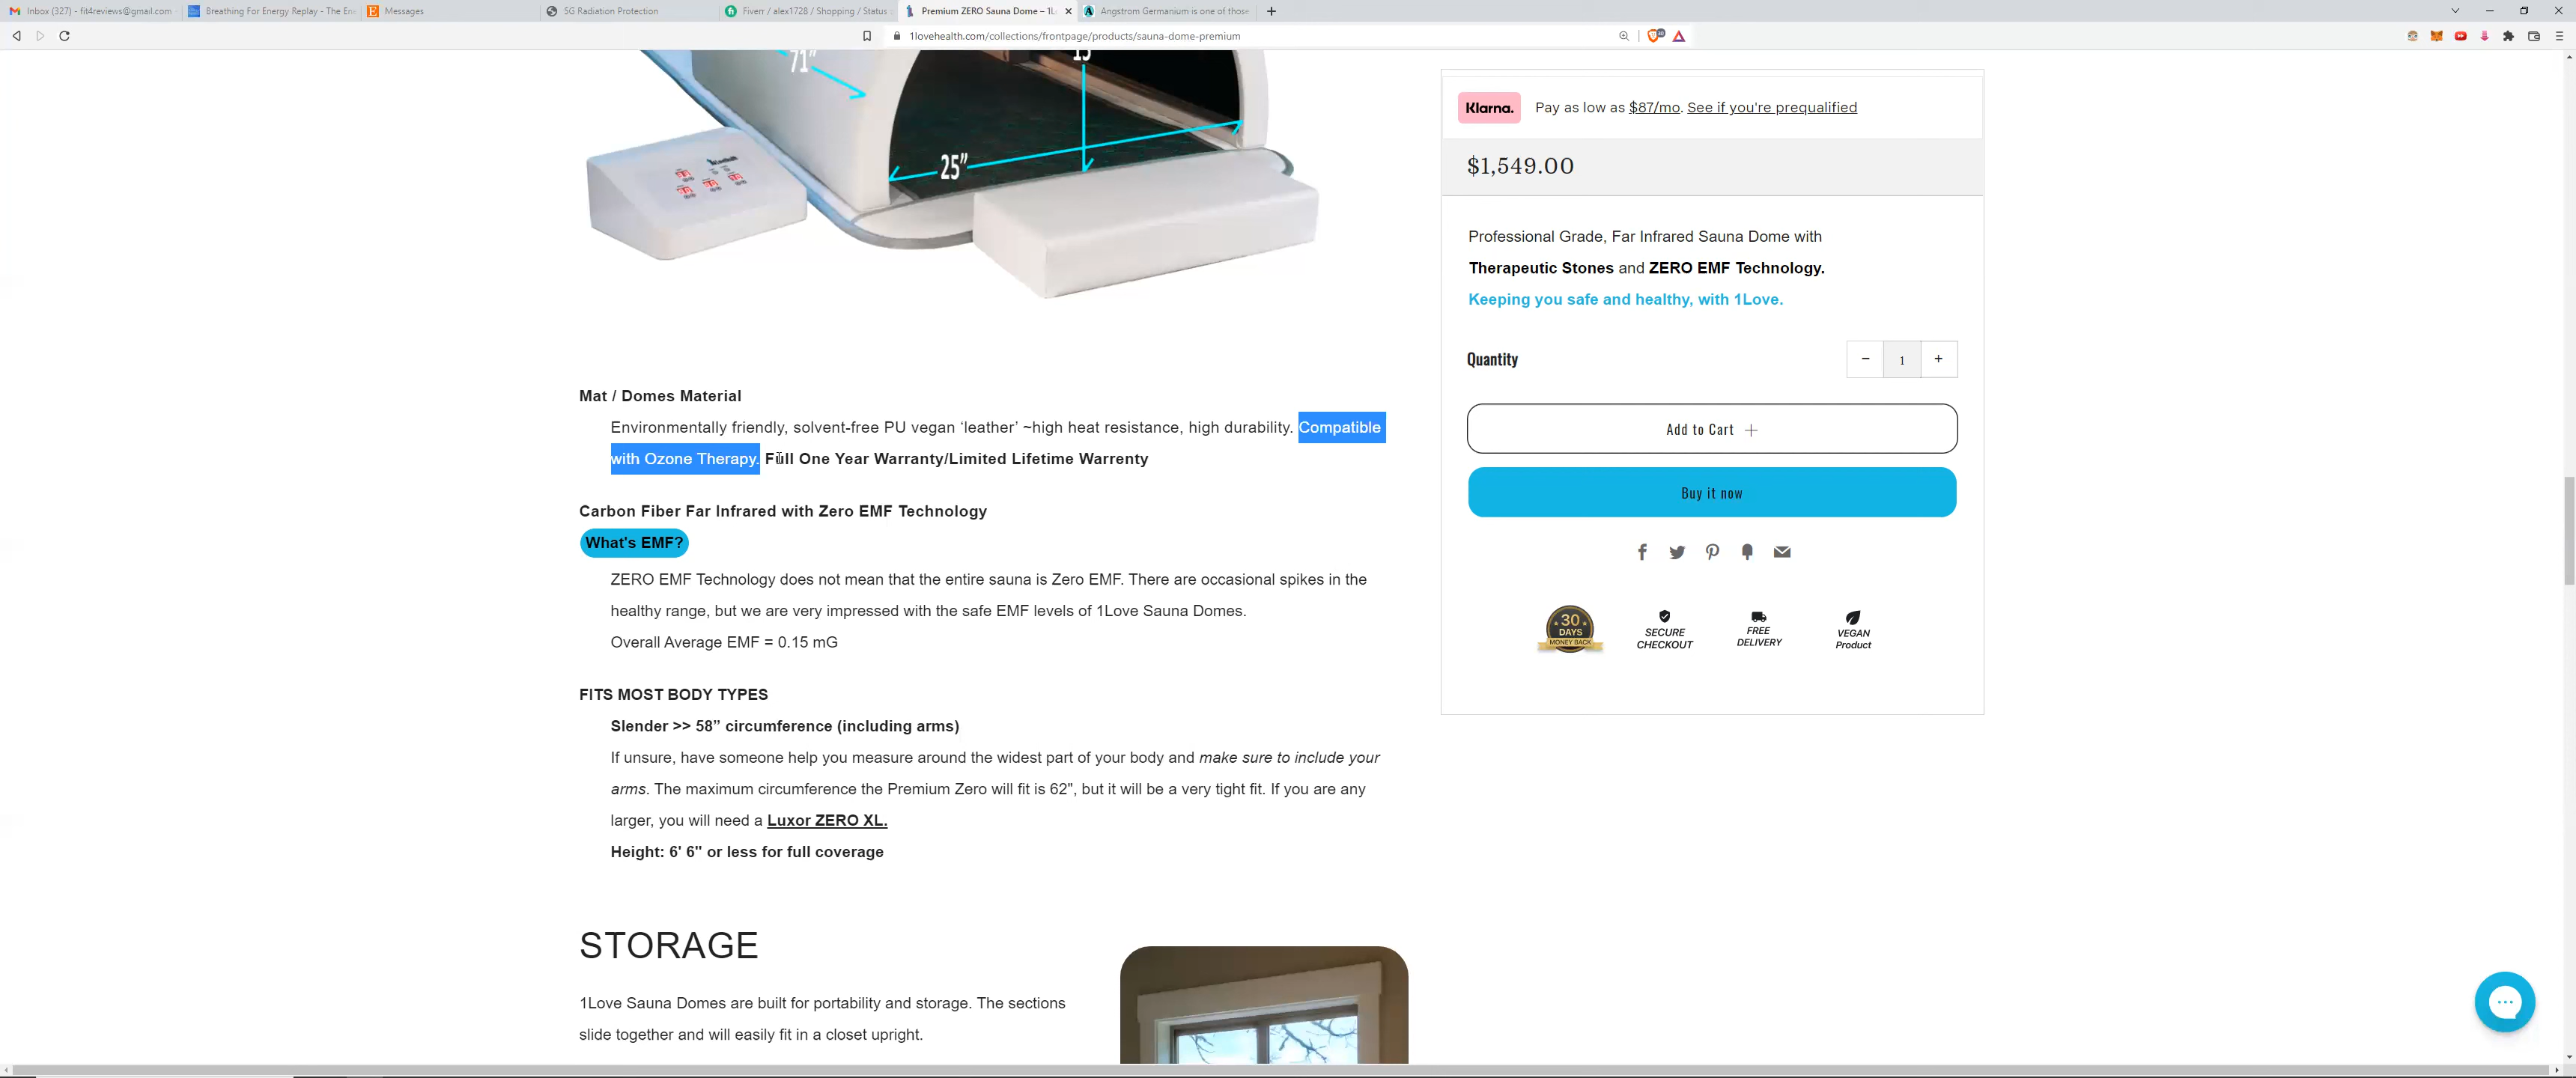 Inbox (327) - fit4reviews@gmail.com
Breathing For Energy Replay - The En
Messages
5G Radiation Protection
Fiverr / alex1728 / Shopping / Status
Premium ZERO Sauna Dome – 1L
Angstrom Germanium is one of those
1lovehealth.com/collections/frontpage/products/sauna-dome-premium
71”
15
25”
Klarna. Pay as low as $87/mo. See if you're prequalified
$1,549.00
Professional Grade, Far Infrared Sauna Dome with
Therapeutic Stones and ZERO EMF Technology.
Keeping you safe and healthy, with 1Love.
Quantity
− 1 +
Add to Cart +
Buy it now
30 DAYS MONEY BACK
SECURE CHECKOUT
FREE DELIVERY
VEGAN Product
Mat / Domes Material
Environmentally friendly, solvent-free PU vegan ‘leather’ ~high heat resistance, high durability. Compatible
with Ozone Therapy. Full One Year Warranty/Limited Lifetime Warrenty
Carbon Fiber Far Infrared with Zero EMF Technology
What's EMF?
ZERO EMF Technology does not mean that the entire sauna is Zero EMF. There are occasional spikes in the
healthy range, but we are very impressed with the safe EMF levels of 1Love Sauna Domes.
Overall Average EMF = 0.15 mG
FITS MOST BODY TYPES
Slender >> 58” circumference (including arms)
If unsure, have someone help you measure around the widest part of your body and make sure to include your
arms. The maximum circumference the Premium Zero will fit is 62", but it will be a very tight fit. If you are any
larger, you will need a Luxor ZERO XL.
Height: 6' 6" or less for full coverage
STORAGE
1Love Sauna Domes are built for portability and storage. The sections
slide together and will easily fit in a closet upright.